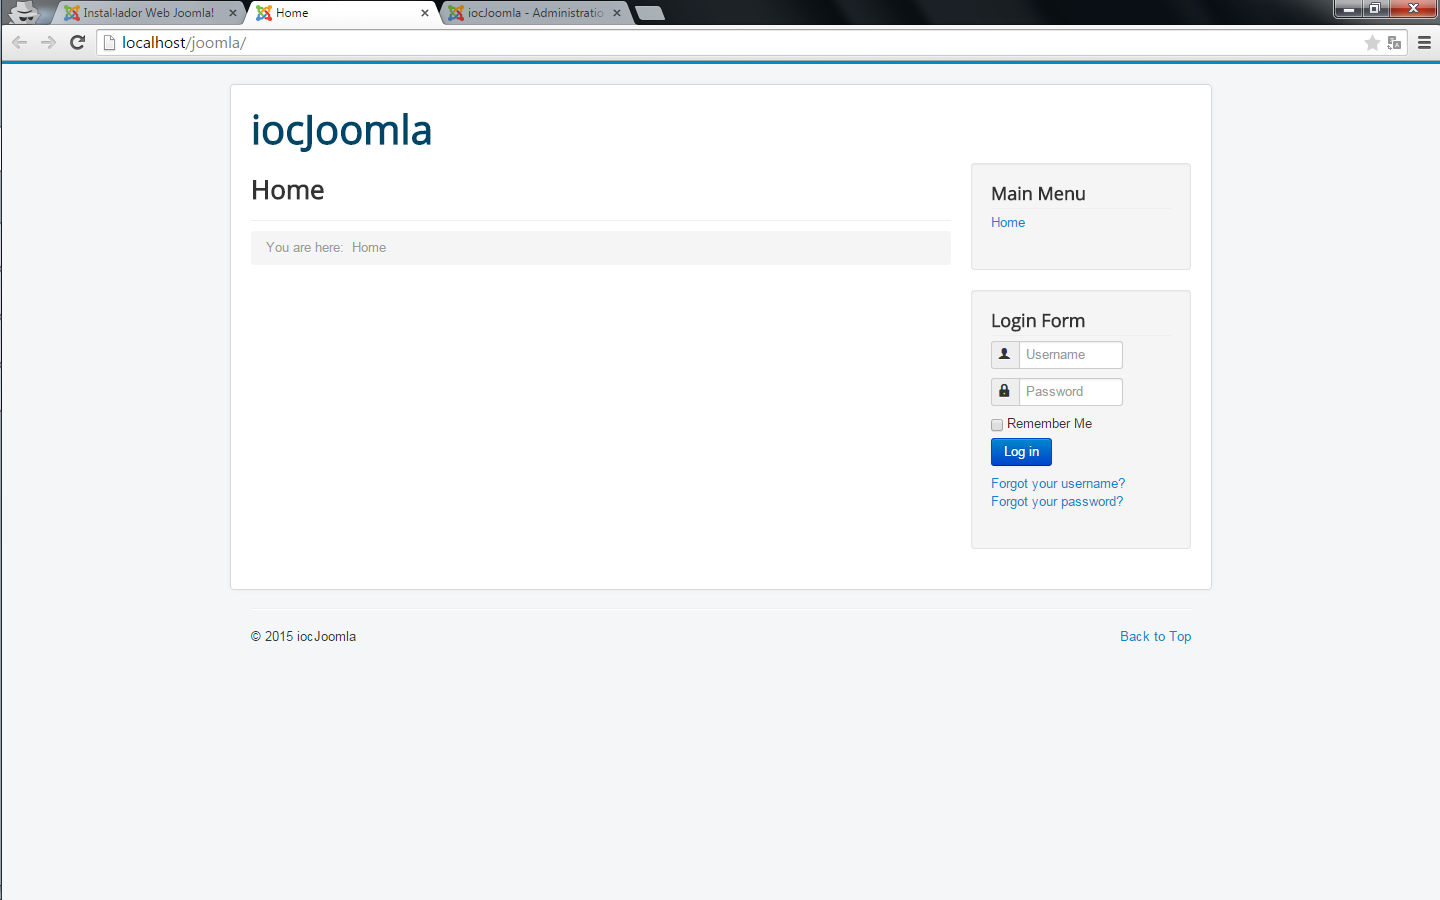 Instal·lador Web Joomla!
Home
iocJoomla - Administratio
localhost/joomla/
iocJoomla
Home
You are here: Home
Main Menu
Home
Login Form
Username
Password
Remember Me
Log in
Forgot your username?
Forgot your password?
© 2015 iocJoomla
Back to Top